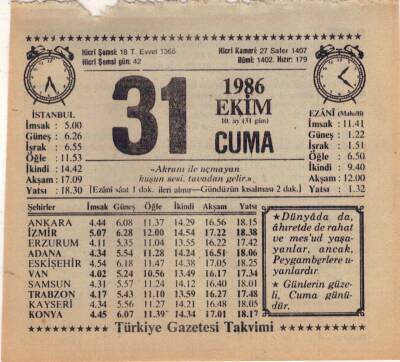 Hicrî Şemsî: 18 T. Evvel 1365
Hicrî Şemsî gün: 42
Hicrî Kamerî: 27 Safer 1407
Rûmî: 1402. Hızır: 179
31
1986
EKİM
10. ay (31 gün)
CUMA
İSTANBUL
İmsak : 5.00
Güneş : 6.26
İşrak : 6.55
Öğle : 11.53
İkindi : 14.42
Akşam : 17.09
Yatsı : 18.30
EZÂNÎ (Mahallî)
İmsak : 11.41
Güneş : 1.22
İşrak : 1.51
Öğle : 6.50
İkindi : 9.40
Akşam : 12.00
Yatsı : 1.32
«Akranı ile uçmayan
kuşun sesi, tavadan gelir.»
[Ezânî sâat 1 dak. ileri alınır—Gündüzün kısalması 2 dak.]
Şehirler İmsak Güneş Öğle İkindi Akşam Yatsı
ANKARA 4.44 6.08 11.37 14.29 16.56 18.15
İZMİR 5.07 6.28 12.00 14.54 17.22 18.38
ERZURUM 4.11 5.35 11.04 13.55 16.22 17.42
ADANA 4.34 5.54 11.28 14.24 16.51 18.06
ESKİŞEHİR 4.54 6.18 11.47 14.38 17.05 18.25
VAN 4.02 5.24 10.56 13.49 16.17 17.34
SAMSUN 4.31 5.57 11.24 14.12 16.40 18.01
TRABZON 4.17 5.43 11.10 13.59 16.27 17.48
KAYSERİ 4.34 5.56 11.27 14.21 16.48 18.05
KONYA 4.45 6.07 11.39 14.34 17.01 18.17
★ Dünyâda da,
âhıretde de rahat
ve mes'ud yaşa-
yanlar, ancak,
Peygamberlere u-
yanlardır.
★ Günlerin güze-
li, Cuma günü-
dür.
Türkiye Gazetesi Takvimi